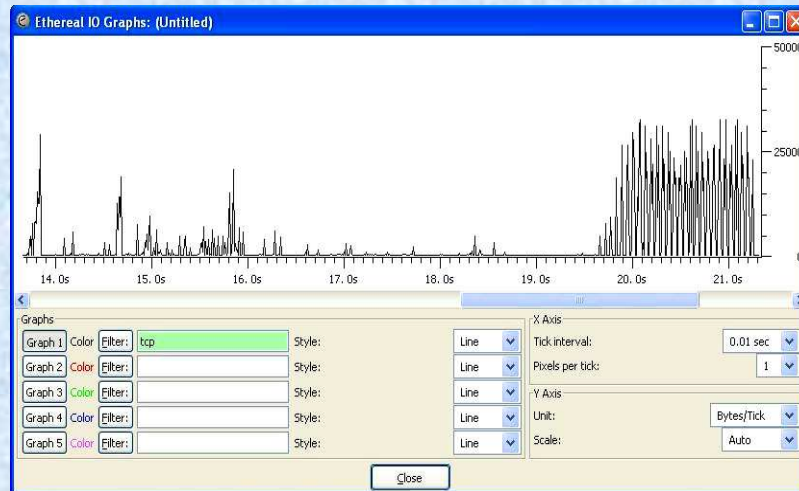 Ethereal IO Graphs: (Untitled)
50000
25000
0
14.0s 15.0s 16.0s 17.0s 18.0s 19.0s 20.0s 21.0s
Graphs
Graph 1 Color Filter: tcp Style: Line
Graph 2 Color Filter: Style: Line
Graph 3 Color Filter: Style: Line
Graph 4 Color Filter: Style: Line
Graph 5 Color Filter: Style: Line
X Axis
Tick interval: 0.01 sec
Pixels per tick: 1
Y Axis
Unit: Bytes/Tick
Scale: Auto
Close